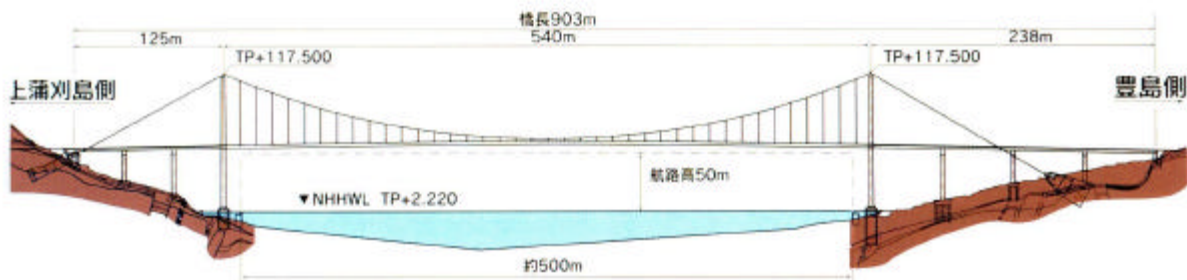 橋長903m
125m
540m
238m
TP+117.500
TP+117.500
上蒲刈島側
豊島側
航路高50m
▼NHHWL TP+2.220
約500m